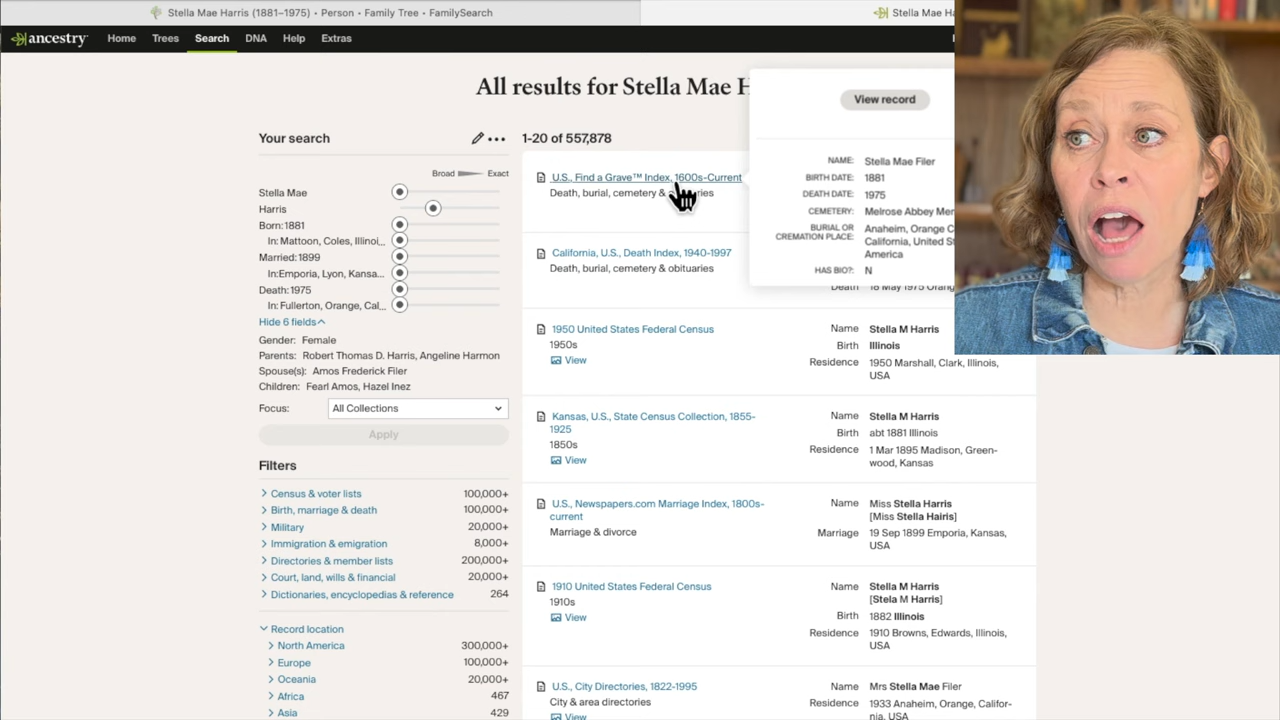 Stella Mae Harris (1881–1975) • Person • Family Tree • FamilySearch
Stella Mae Ha
ancestry
Home
Trees
Search
DNA
Help
Extras
All results for Stella Mae H
Your search
Broad
Exact
Stella Mae
Harris
Born: 1881
In: Mattoon, Coles, Illinoi...
Married: 1899
In:Emporia, Lyon, Kansa...
Death: 1975
In: Fullerton, Orange, Cal...
Hide 6 fields
Gender: Female
Parents: Robert Thomas D. Harris, Angeline Harmon
Spouse(s): Amos Frederick Filer
Children: Fearl Amos, Hazel Inez
Focus:
All Collections
Apply
Filters
Census & voter lists 100,000+
Birth, marriage & death 100,000+
Military 20,000+
Immigration & emigration 8,000+
Directories & member lists 200,000+
Court, land, wills & financial 20,000+
Dictionaries, encyclopedias & reference 264
Record location
North America 300,000+
Europe 100,000+
Oceania 20,000+
Africa 467
Asia 429
1-20 of 557,878
U.S., Find a Grave™ Index, 1600s-Current
Death, burial, cemetery & aries
View record
NAME: Stella Mae Filer
BIRTH DATE: 1881
DEATH DATE: 1975
CEMETERY: Melrose Abbey Mer
BURIAL OR
CREMATION PLACE:
Anaheim, Orange C
California, United St
America
HAS BIO?: N
California, U.S., Death Index, 1940-1997
Death, burial, cemetery & obituaries
Death 18 May 1975 Orang
1950 United States Federal Census
1950s
View
Name Stella M Harris
Birth Illinois
Residence 1950 Marshall, Clark, Illinois,
USA
Kansas, U.S., State Census Collection, 1855-
1925
1850s
View
Name Stella M Harris
Birth abt 1881 Illinois
Residence 1 Mar 1895 Madison, Green-
wood, Kansas
U.S., Newspapers.com Marriage Index, 1800s-
current
Marriage & divorce
Name Miss Stella Harris
[Miss Stella Hairis]
Marriage 19 Sep 1899 Emporia, Kansas,
USA
1910 United States Federal Census
1910s
View
Name Stella M Harris
[Stela M Harris]
Birth 1882 Illinois
Residence 1910 Browns, Edwards, Illinois,
USA
U.S., City Directories, 1822-1995
City & area directories
View
Name Mrs Stella Mae Filer
Residence 1933 Anaheim, Orange, Califor-
nia, USA